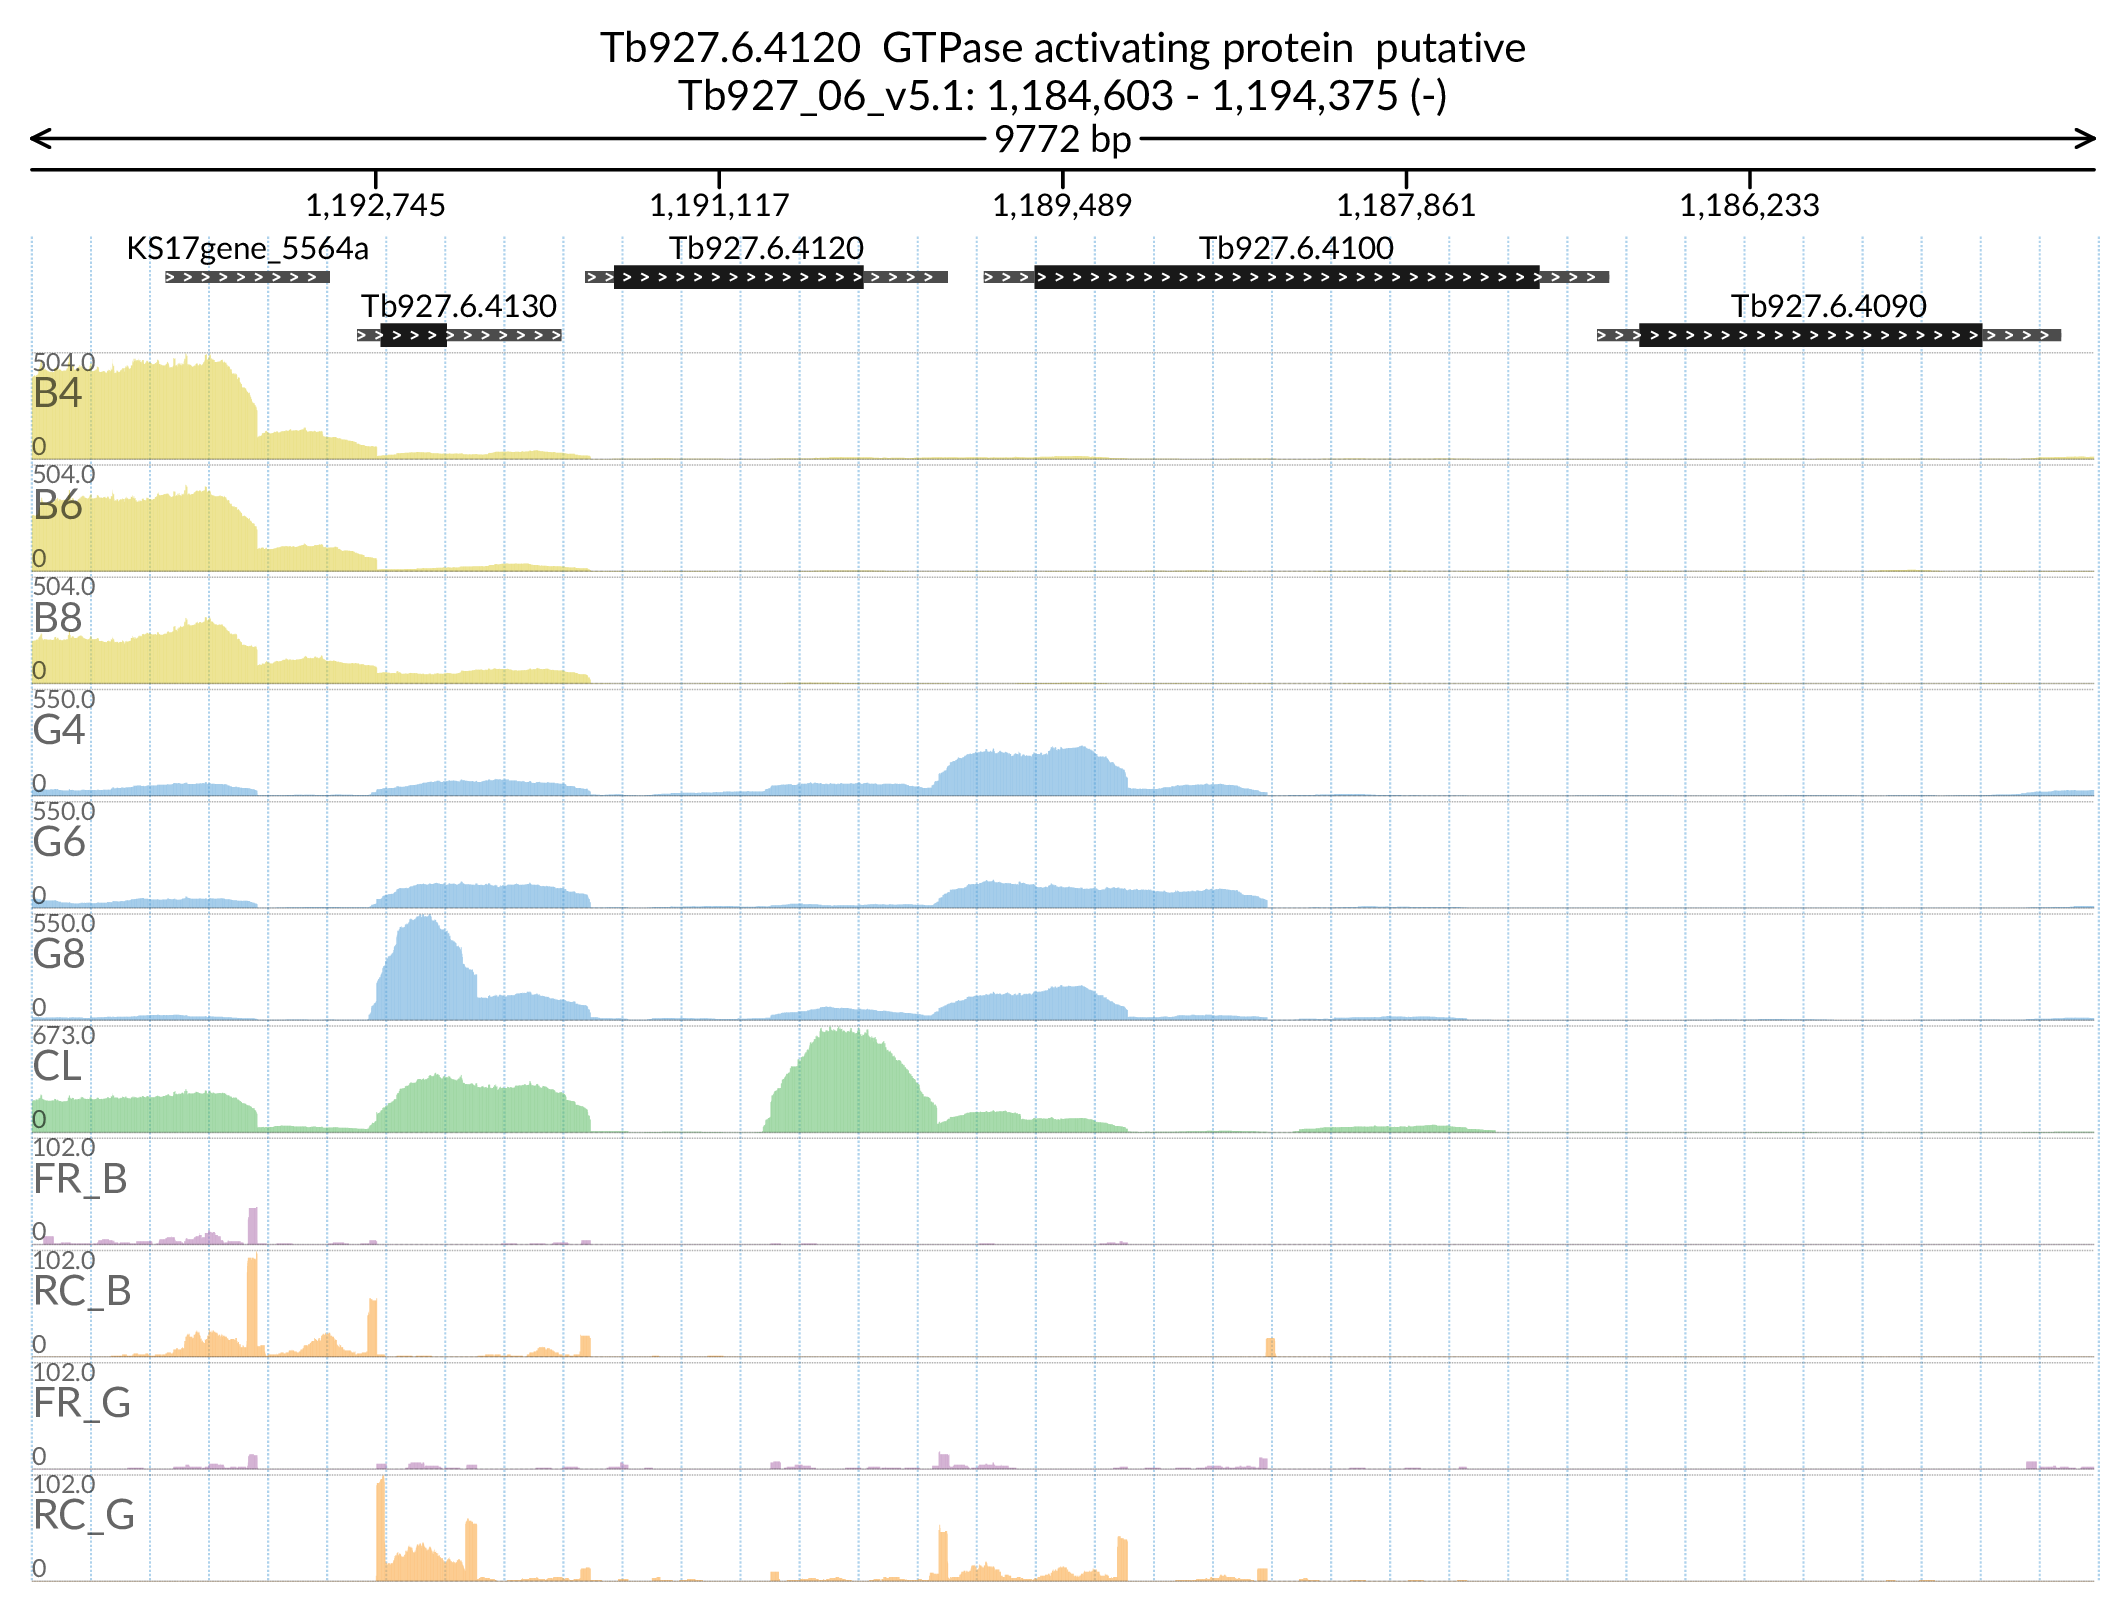 Tb927.6.4120  GTPase activating protein  putative
Tb927_06_v5.1: 1,184,603 - 1,194,375 (-)
9772 bp
1,192,745 1,191,117 1,189,489 1,187,861 1,186,233
KS17gene_5564a Tb927.6.4120 Tb927.6.4100
Tb927.6.4130 Tb927.6.4090
504.0
B4
0
504.0
B6
0
504.0
B8
0
550.0
G4
0
550.0
G6
0
550.0
G8
0
673.0
CL
0
102.0
FR_B
0
102.0
RC_B
0
102.0
FR_G
0
102.0
RC_G
0